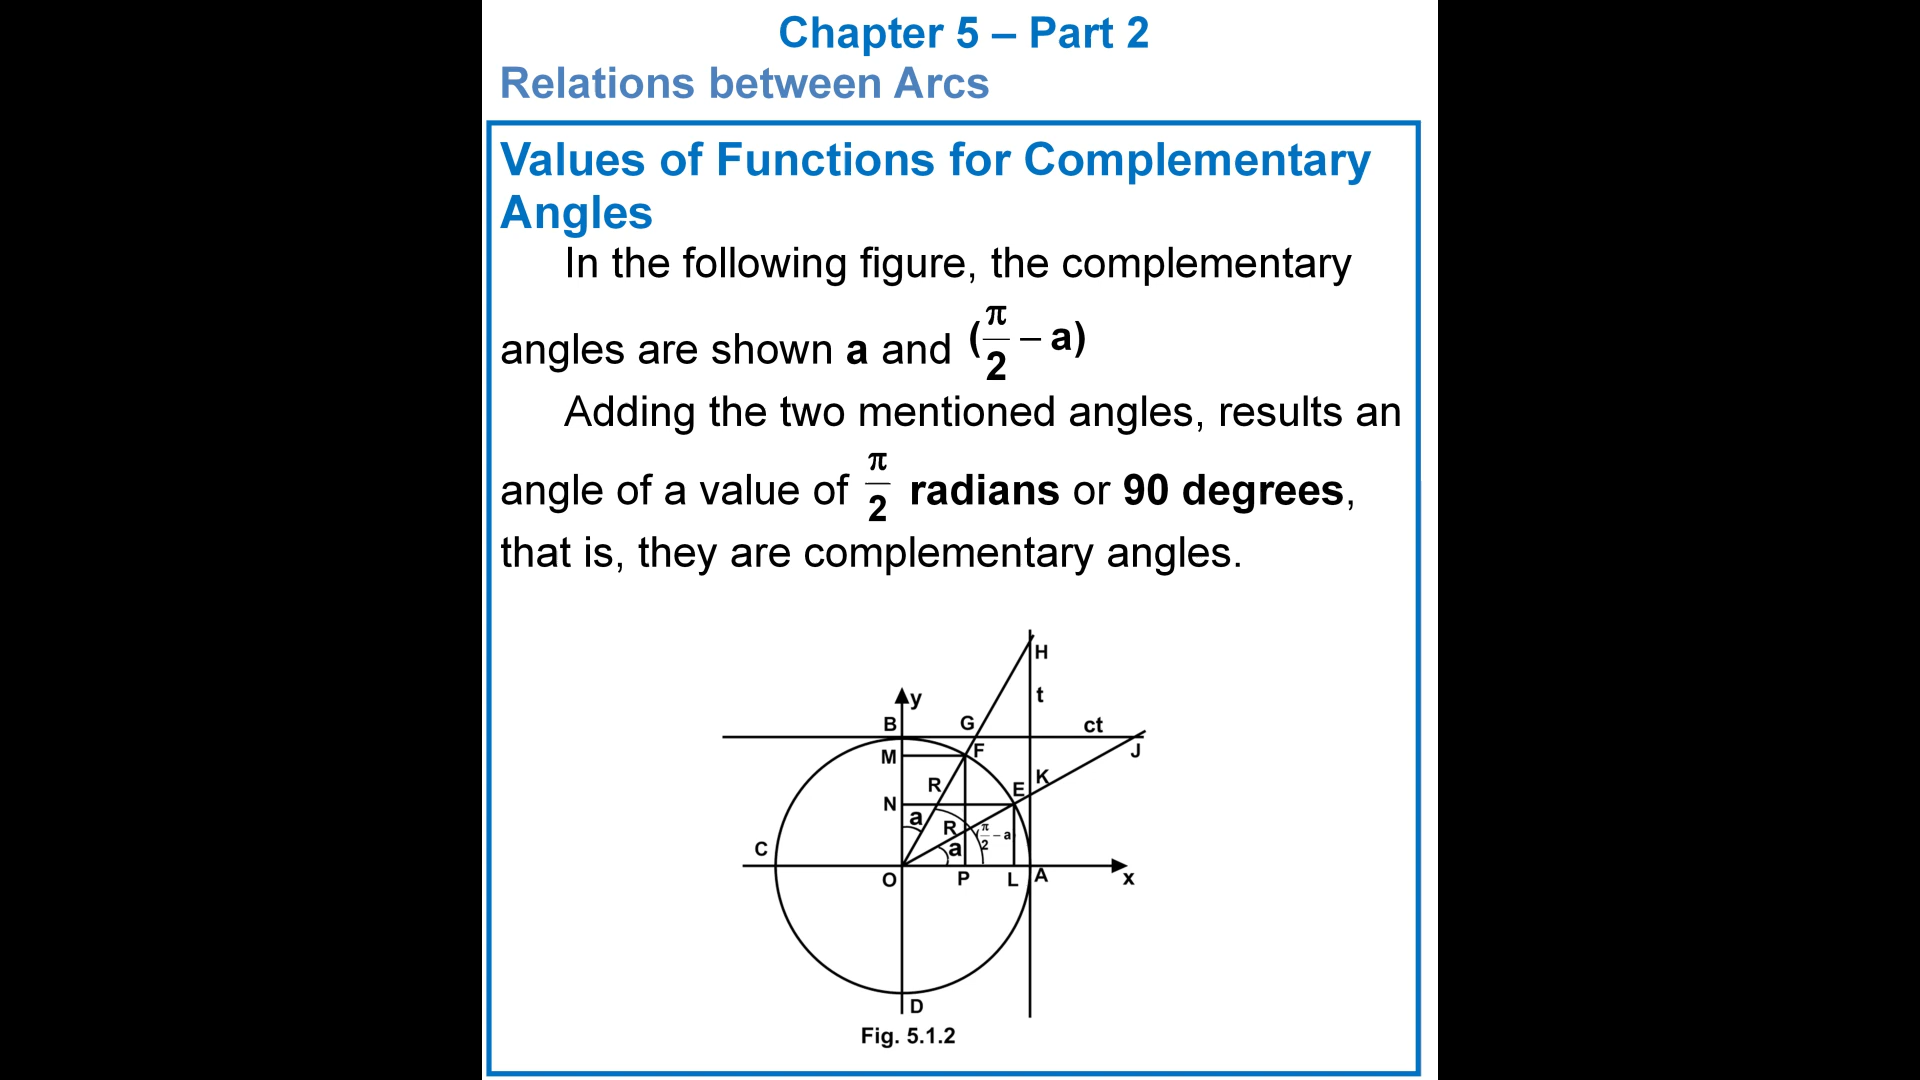 Chapter 5 – Part 2
Relations between Arcs
Values of Functions for Complementary
Angles
In the following figure, the complementary
angles are shown a and (π/2 – a)
Adding the two mentioned angles, results an
angle of a value of π/2 radians or 90 degrees,
that is, they are complementary angles.
H
y
t
B
G
ct
M
F
J
R
E
K
N
a
R
π/2 – a
C
a
O
P
L
A
x
D
Fig. 5.1.2